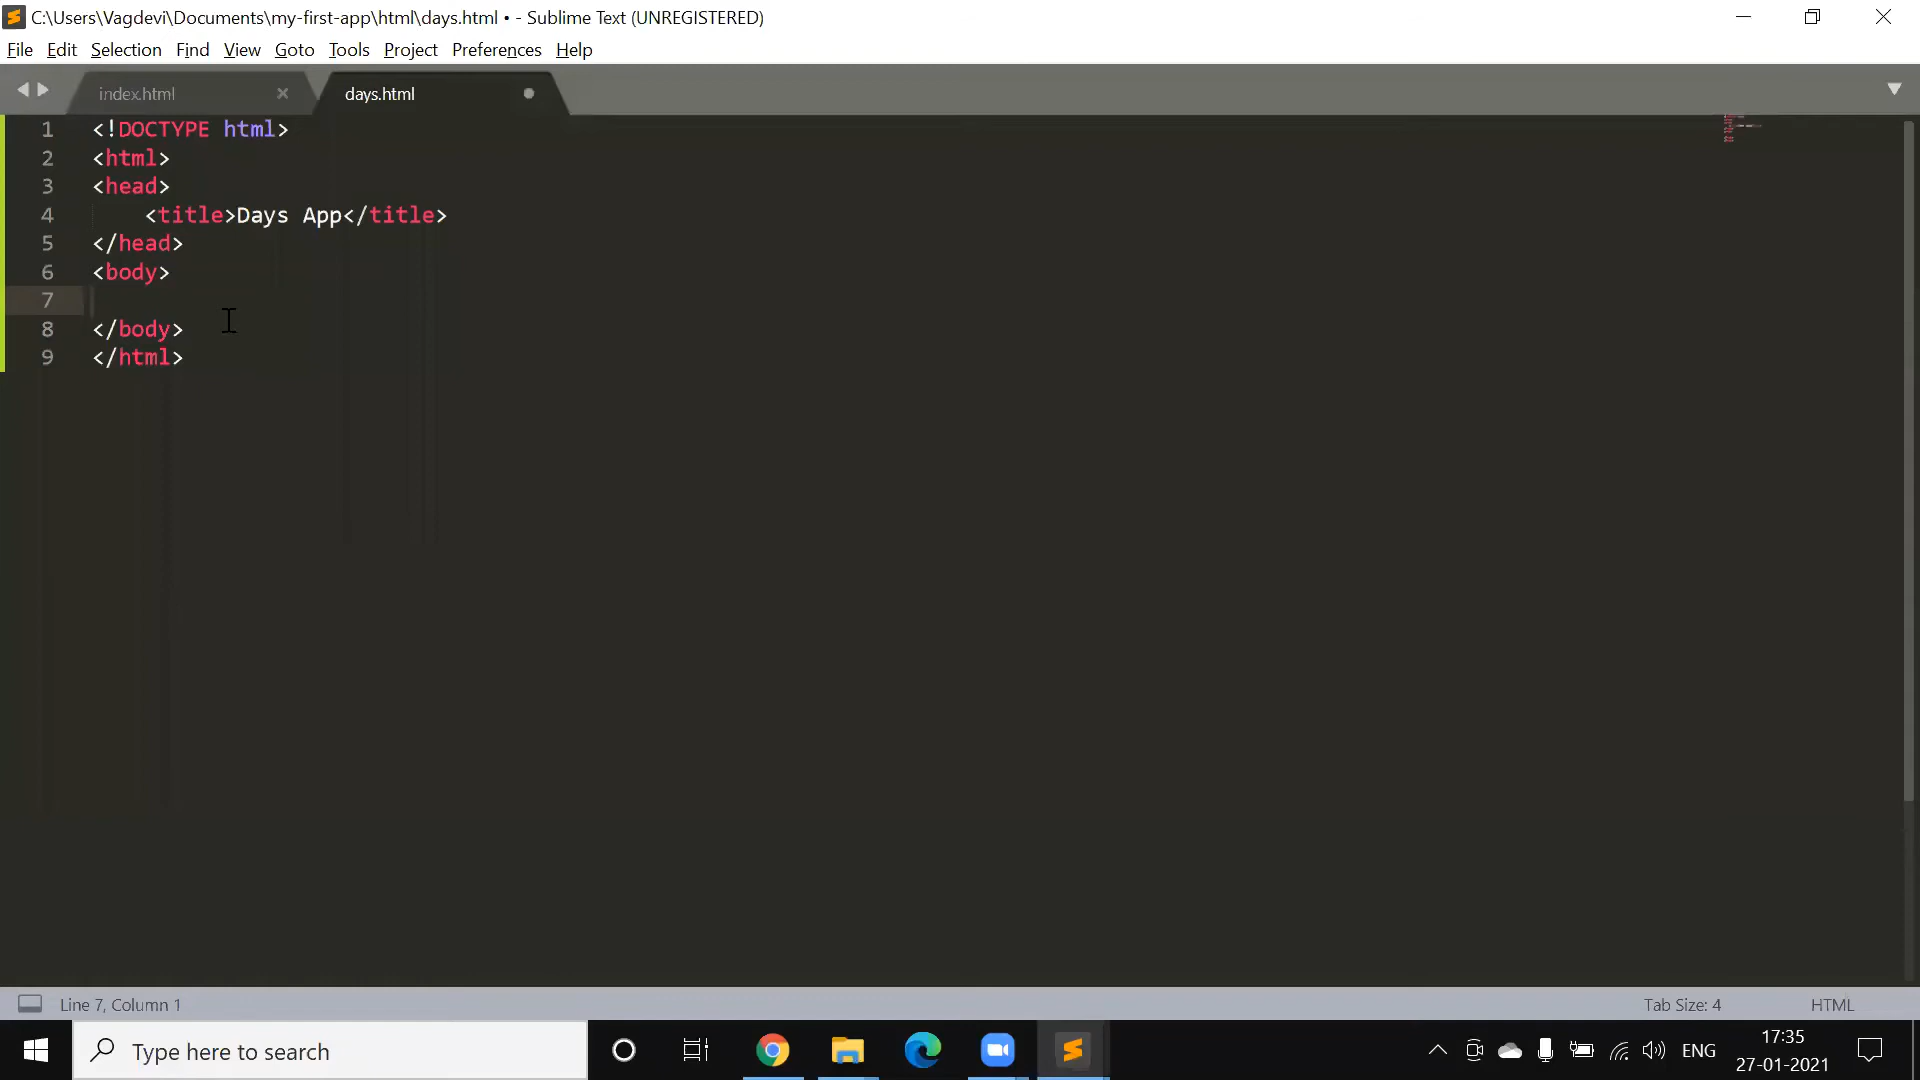 C:\Users\Vagdevi\Documents\my-first-app\html\days.html • - Sublime Text (UNREGISTERED)
File Edit Selection Find View Goto Tools Project Preferences Help
index.html days.html
1 <!DOCTYPE html>
2 <html>
3 <head>
4 <title>Days App</title>
5 </head>
6 <body>
7
8 </body>
9 </html>
Line 7, Column 1 Tab Size: 4 HTML
Type here to search ENG 17:35
27-01-2021